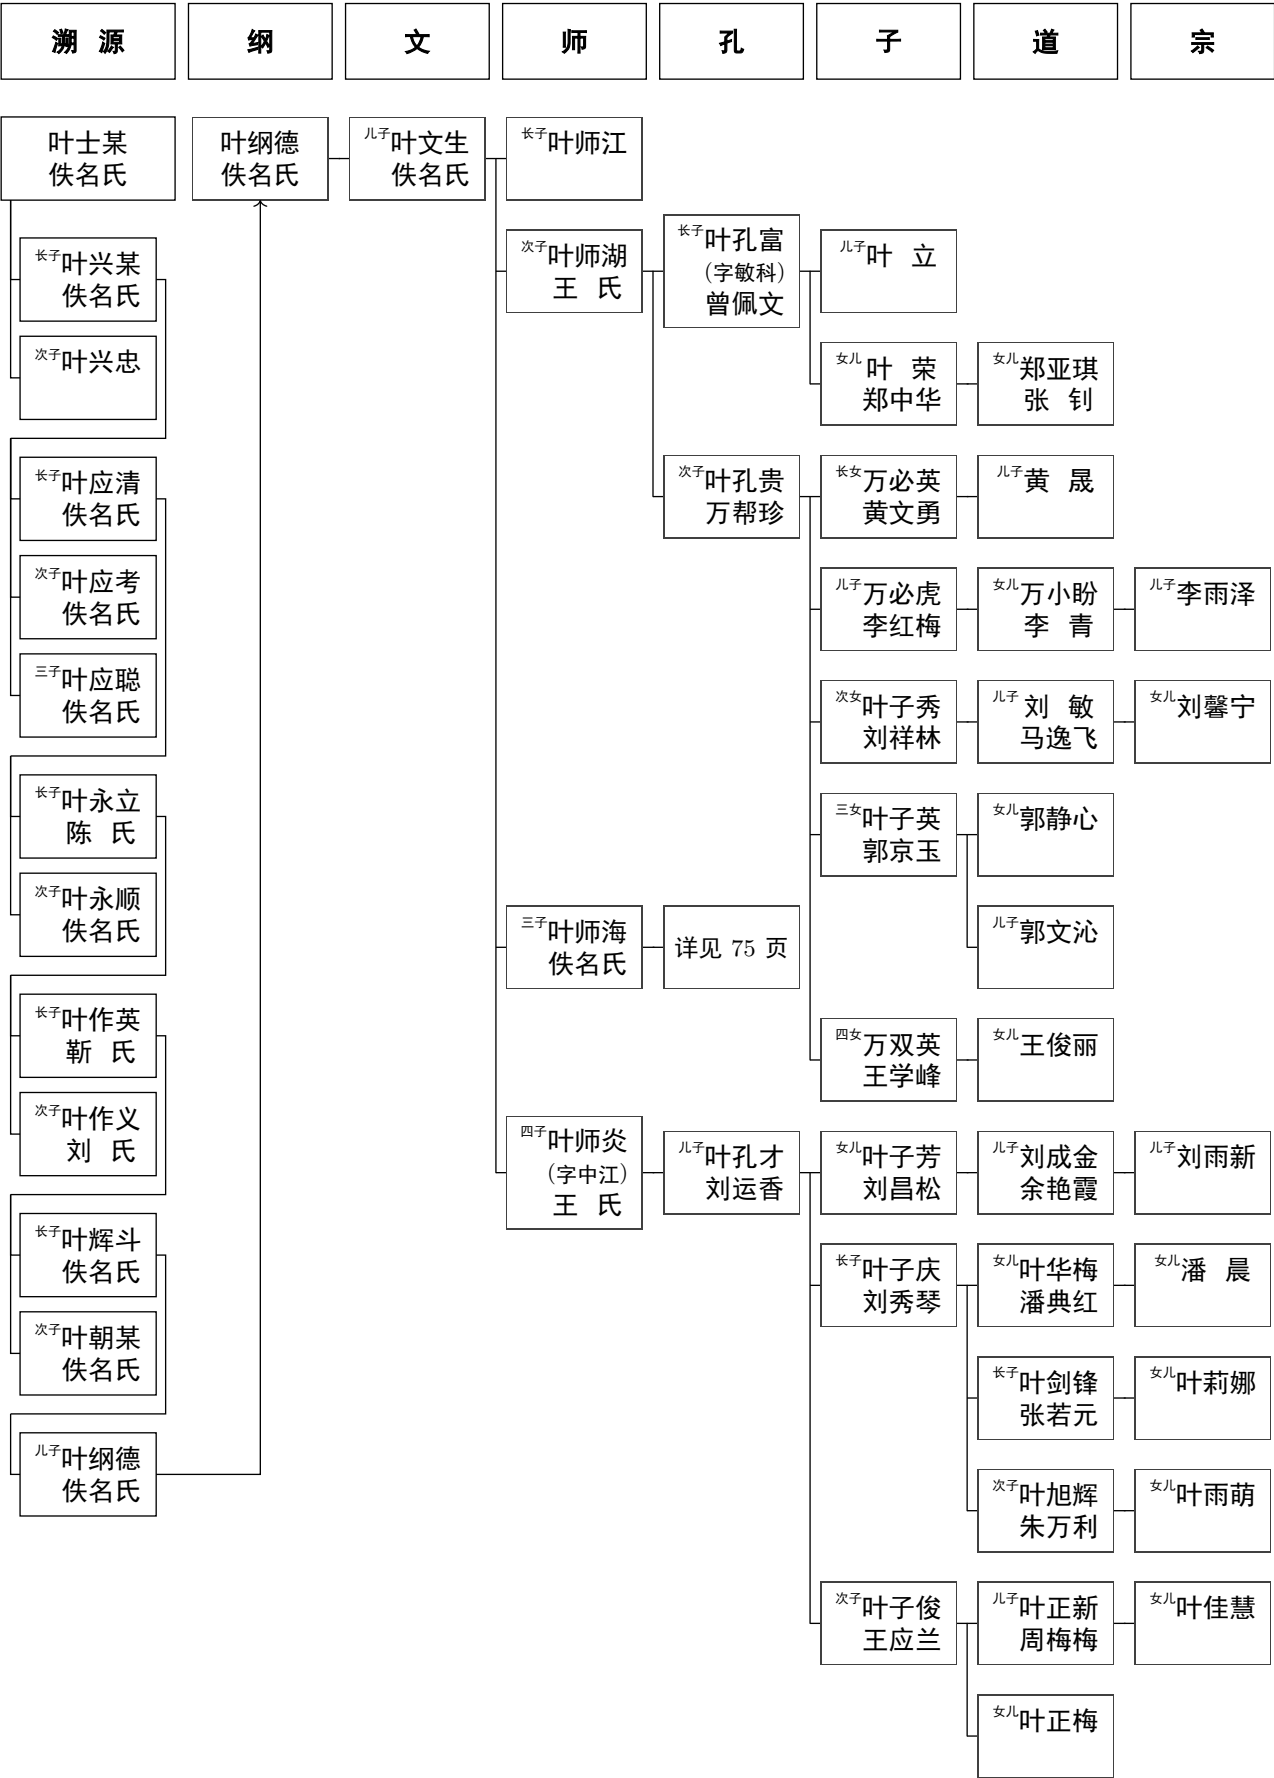 溯 源
纲
文
师
孔
子
道
宗
叶士某
佚名氏
长子叶兴某
佚名氏
次子叶兴忠
长子叶应清
佚名氏
次子叶应考
佚名氏
三子叶应聪
佚名氏
长子叶永立
陈 氏
次子叶永顺
佚名氏
长子叶作英
靳 氏
次子叶作义
刘 氏
长子叶辉斗
佚名氏
次子叶朝某
佚名氏
儿子叶纲德
佚名氏
叶纲德
佚名氏
儿子叶文生
佚名氏
长子叶师江
次子叶师湖
王 氏
长子叶孔富
(字敏科)
曾佩文
儿子叶 立
女儿叶 荣
郑中华
女儿郑亚琪
张 钊
次子叶孔贵
万帮珍
长女万必英
黄文勇
儿子黄 晟
儿子万必虎
李红梅
女儿万小盼
李 青
儿子李雨泽
次女叶子秀
刘祥林
儿子刘 敏
马逸飞
女儿刘馨宁
三女叶子英
郭京玉
女儿郭静心
儿子郭文沁
四女万双英
王学峰
女儿王俊丽
三子叶师海
佚名氏
详见 75 页
四子叶师炎
(字中江)
王 氏
儿子叶孔才
刘运香
女儿叶子芳
刘昌松
儿子刘成金
余艳霞
儿子刘雨新
长子叶子庆
刘秀琴
女儿叶华梅
潘典红
女儿潘 晨
长子叶剑锋
张若元
女儿叶莉娜
次子叶旭辉
朱万利
女儿叶雨萌
次子叶子俊
王应兰
儿子叶正新
周梅梅
女儿叶佳慧
女儿叶正梅